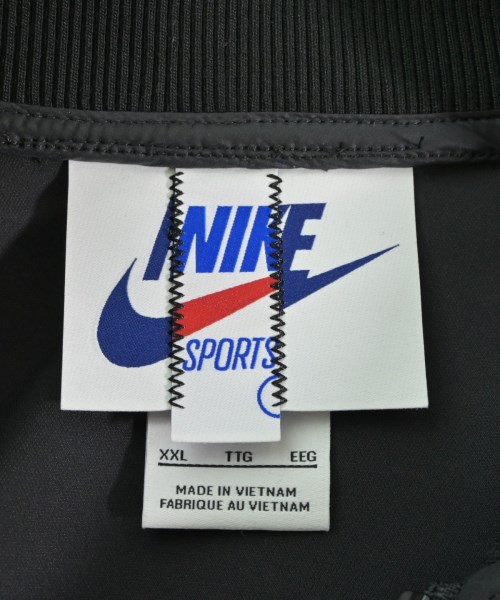 NIKE
SPORTS
XXL TTG EEG
MADE IN VIETNAM
FABRIQUE AU VIETNAM